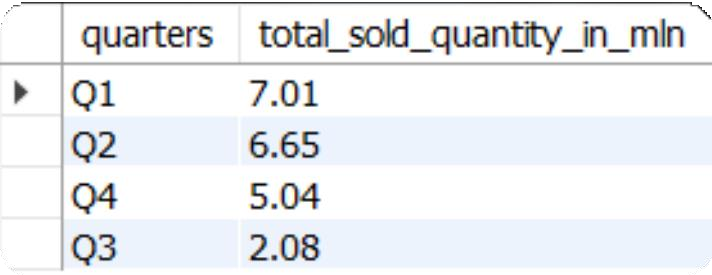 quarters total_sold_quantity_in_mln
Q1 7.01
Q2 6.65
Q4 5.04
Q3 2.08